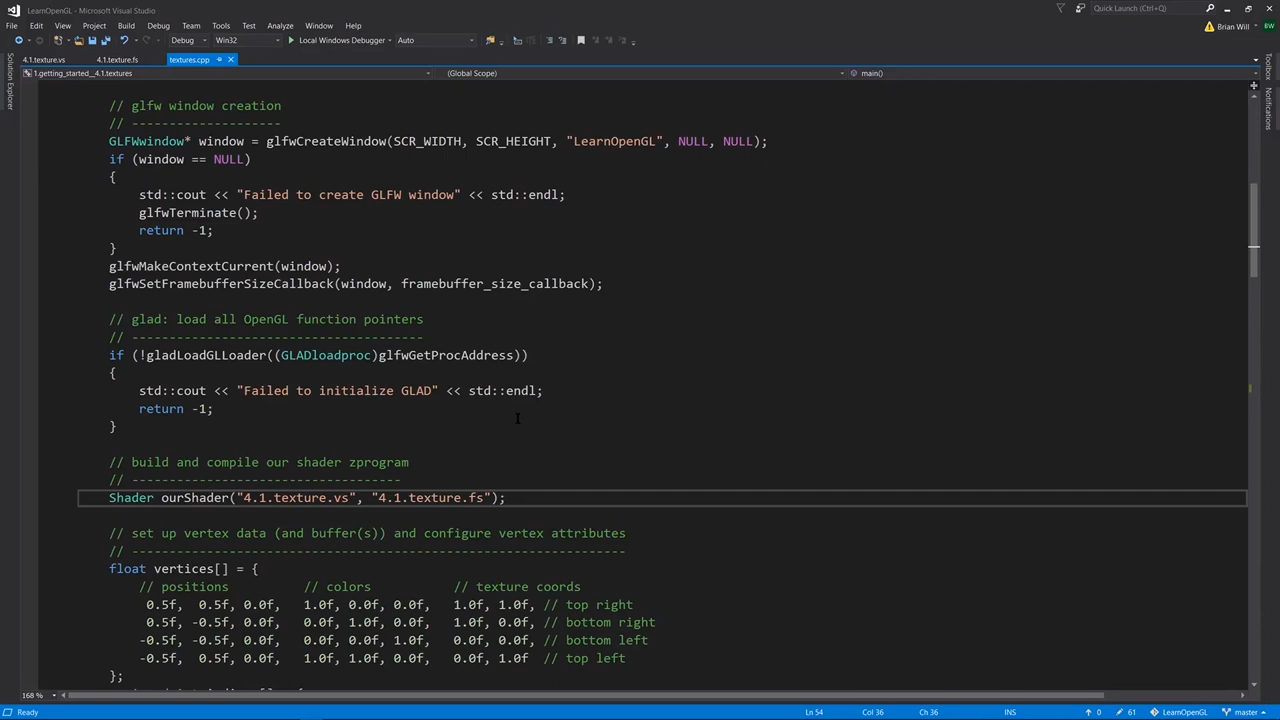 LearnOpenGL - Microsoft Visual Studio
Quick Launch (Ctrl+Q)
File Edit View Project Build Debug Team Tools Test Analyze Window Help
Brian Will BW
Debug Win32 Local Windows Debugger Auto
4.1.texture.vs 4.1.texture.fs textures.cpp
1.getting_started__4.1.textures (Global Scope) main()
Solution Explorer
Toolbox
Notifications
// glfw window creation
// --------------------
GLFWwindow* window = glfwCreateWindow(SCR_WIDTH, SCR_HEIGHT, "LearnOpenGL", NULL, NULL);
if (window == NULL)
{
std::cout << "Failed to create GLFW window" << std::endl;
glfwTerminate();
return -1;
}
glfwMakeContextCurrent(window);
glfwSetFramebufferSizeCallback(window, framebuffer_size_callback);
// glad: load all OpenGL function pointers
// ---------------------------------------
if (!gladLoadGLLoader((GLADloadproc)glfwGetProcAddress))
{
std::cout << "Failed to initialize GLAD" << std::endl;
return -1;
}
// build and compile our shader zprogram
// ------------------------------------
Shader ourShader("4.1.texture.vs", "4.1.texture.fs");
// set up vertex data (and buffer(s)) and configure vertex attributes
// ------------------------------------------------------------------
float vertices[] = {
// positions // colors // texture coords
0.5f, 0.5f, 0.0f, 1.0f, 0.0f, 0.0f, 1.0f, 1.0f, // top right
0.5f, -0.5f, 0.0f, 0.0f, 1.0f, 0.0f, 1.0f, 0.0f, // bottom right
-0.5f, -0.5f, 0.0f, 0.0f, 0.0f, 1.0f, 0.0f, 0.0f, // bottom left
-0.5f, 0.5f, 0.0f, 1.0f, 1.0f, 0.0f, 0.0f, 1.0f // top left
};
168 %
Ready Ln 54 Col 36 Ch 36 INS 0 61 LearnOpenGL master